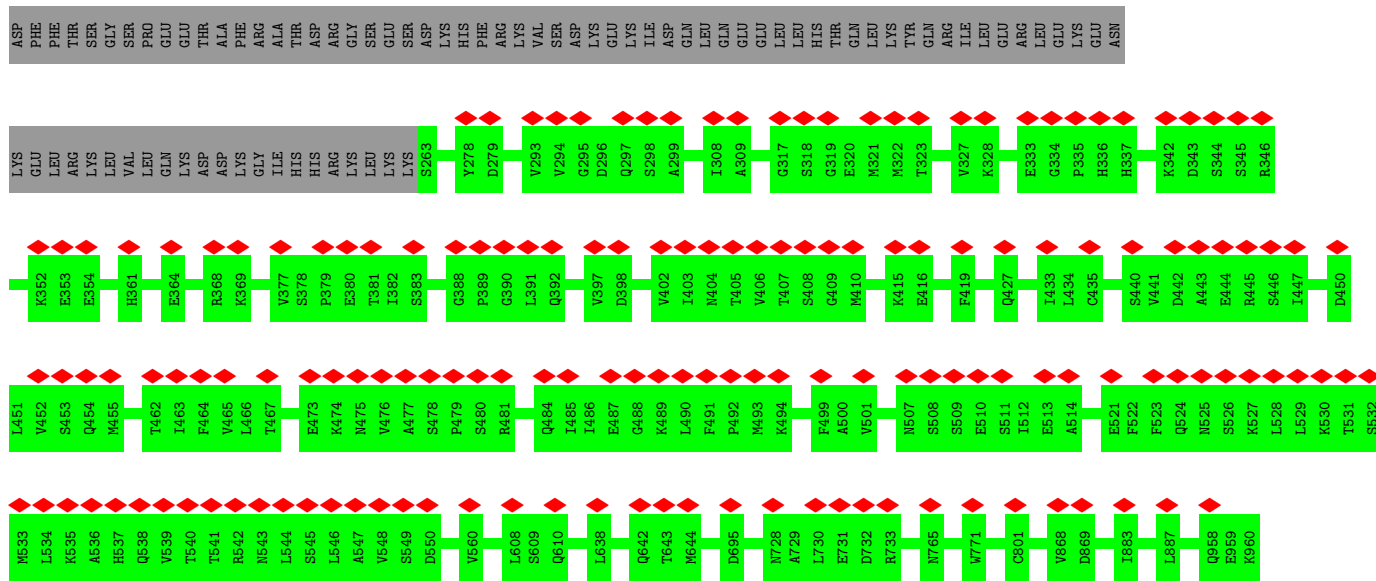 ASP PHE PHE THR SER GLY SER PRO GLU GLU THR ALA PHE ARG ALA THR ASP ARG GLY SER GLU SER ASP LYS HIS PHE ARG LYS VAL SER ASP LYS GLU LYS ILE ASP GLN LEU GLN GLU GLU LEU LEU HIS THR GLN LEU LYS TYR GLN ARG ILE LEU GLU ARG LEU GLU LYS GLU ASN
LYS GLU LEU ARG LYS LEU VAL LEU GLN LYS ASP ASP LYS GLY ILE HIS HIS ARG LYS LEU LYS LYS S263 Y278 D279 V293 V294 G295 D296 Q297 S298 A299 I308 A309 G317 S318 G319 E320 M321 M322 T323 V327 K328 E333 G334 P335 H336 H337 K342 D343 S344 S345 R346
K352 E353 E354 H361 E364 R368 K369 V377 S378 P379 E380 T381 I382 S383 G388 P389 G390 L391 Q392 V397 D398 V402 I403 N404 T405 V406 T407 S408 G409 M410 K415 E416 F419 Q427 I433 L434 C435 S440 V441 D442 A443 E444 R445 S446 I447 D450
L451 V452 S453 Q454 M455 T462 I463 F464 V465 L466 T467 E473 K474 N475 V476 A477 S478 P479 S480 R481 Q484 I485 I486 E487 G488 K489 L490 F491 P492 M493 K494 F499 A500 V501 N507 S508 S509 E510 S511 I512 E513 A514 E521 F522 F523 Q524 N525 S526 K527 L528 L529 K530 T531 S532
M533 L534 K535 A536 H537 Q538 V539 T540 T541 R542 N543 L544 S545 L546 A547 V548 S549 D550 V560 L608 S609 Q610 L638 Q642 T643 M644 D695 N728 A729 L730 E731 D732 R733 N765 W771 C801 V868 D869 I883 L887 Q958 E959 K960